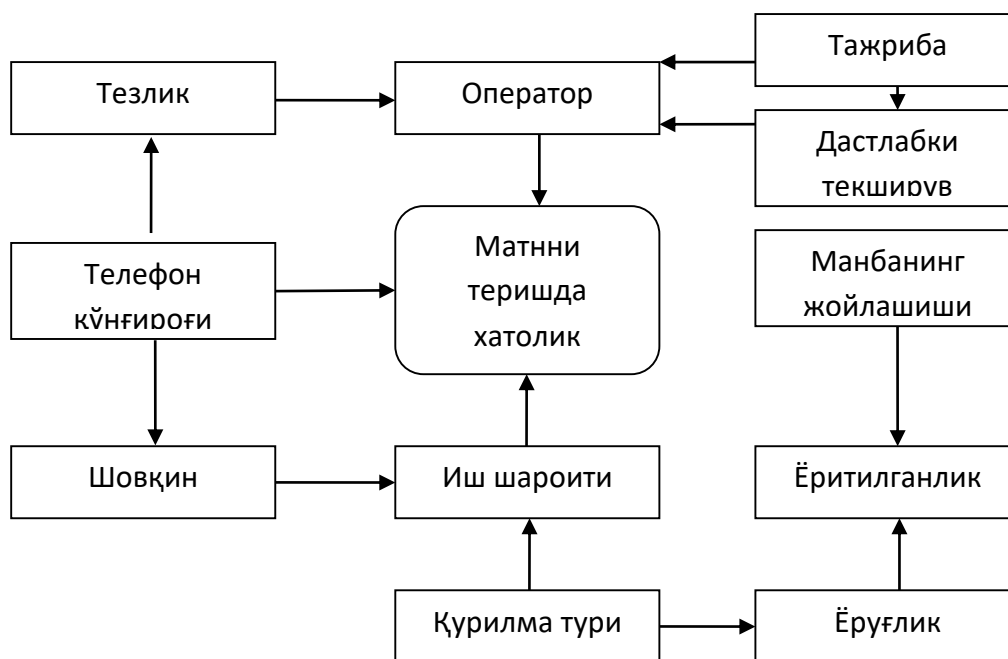 Тажриба
Тезлик
Оператор
Дастлабки
текширув
Матнни
теришда
хатолик
Телефон
қўнғироғи
Манбанинг
жойлашиши
Шовқин
Иш шароити
Ёритилганлик
Қурилма тури
Ёруғлик